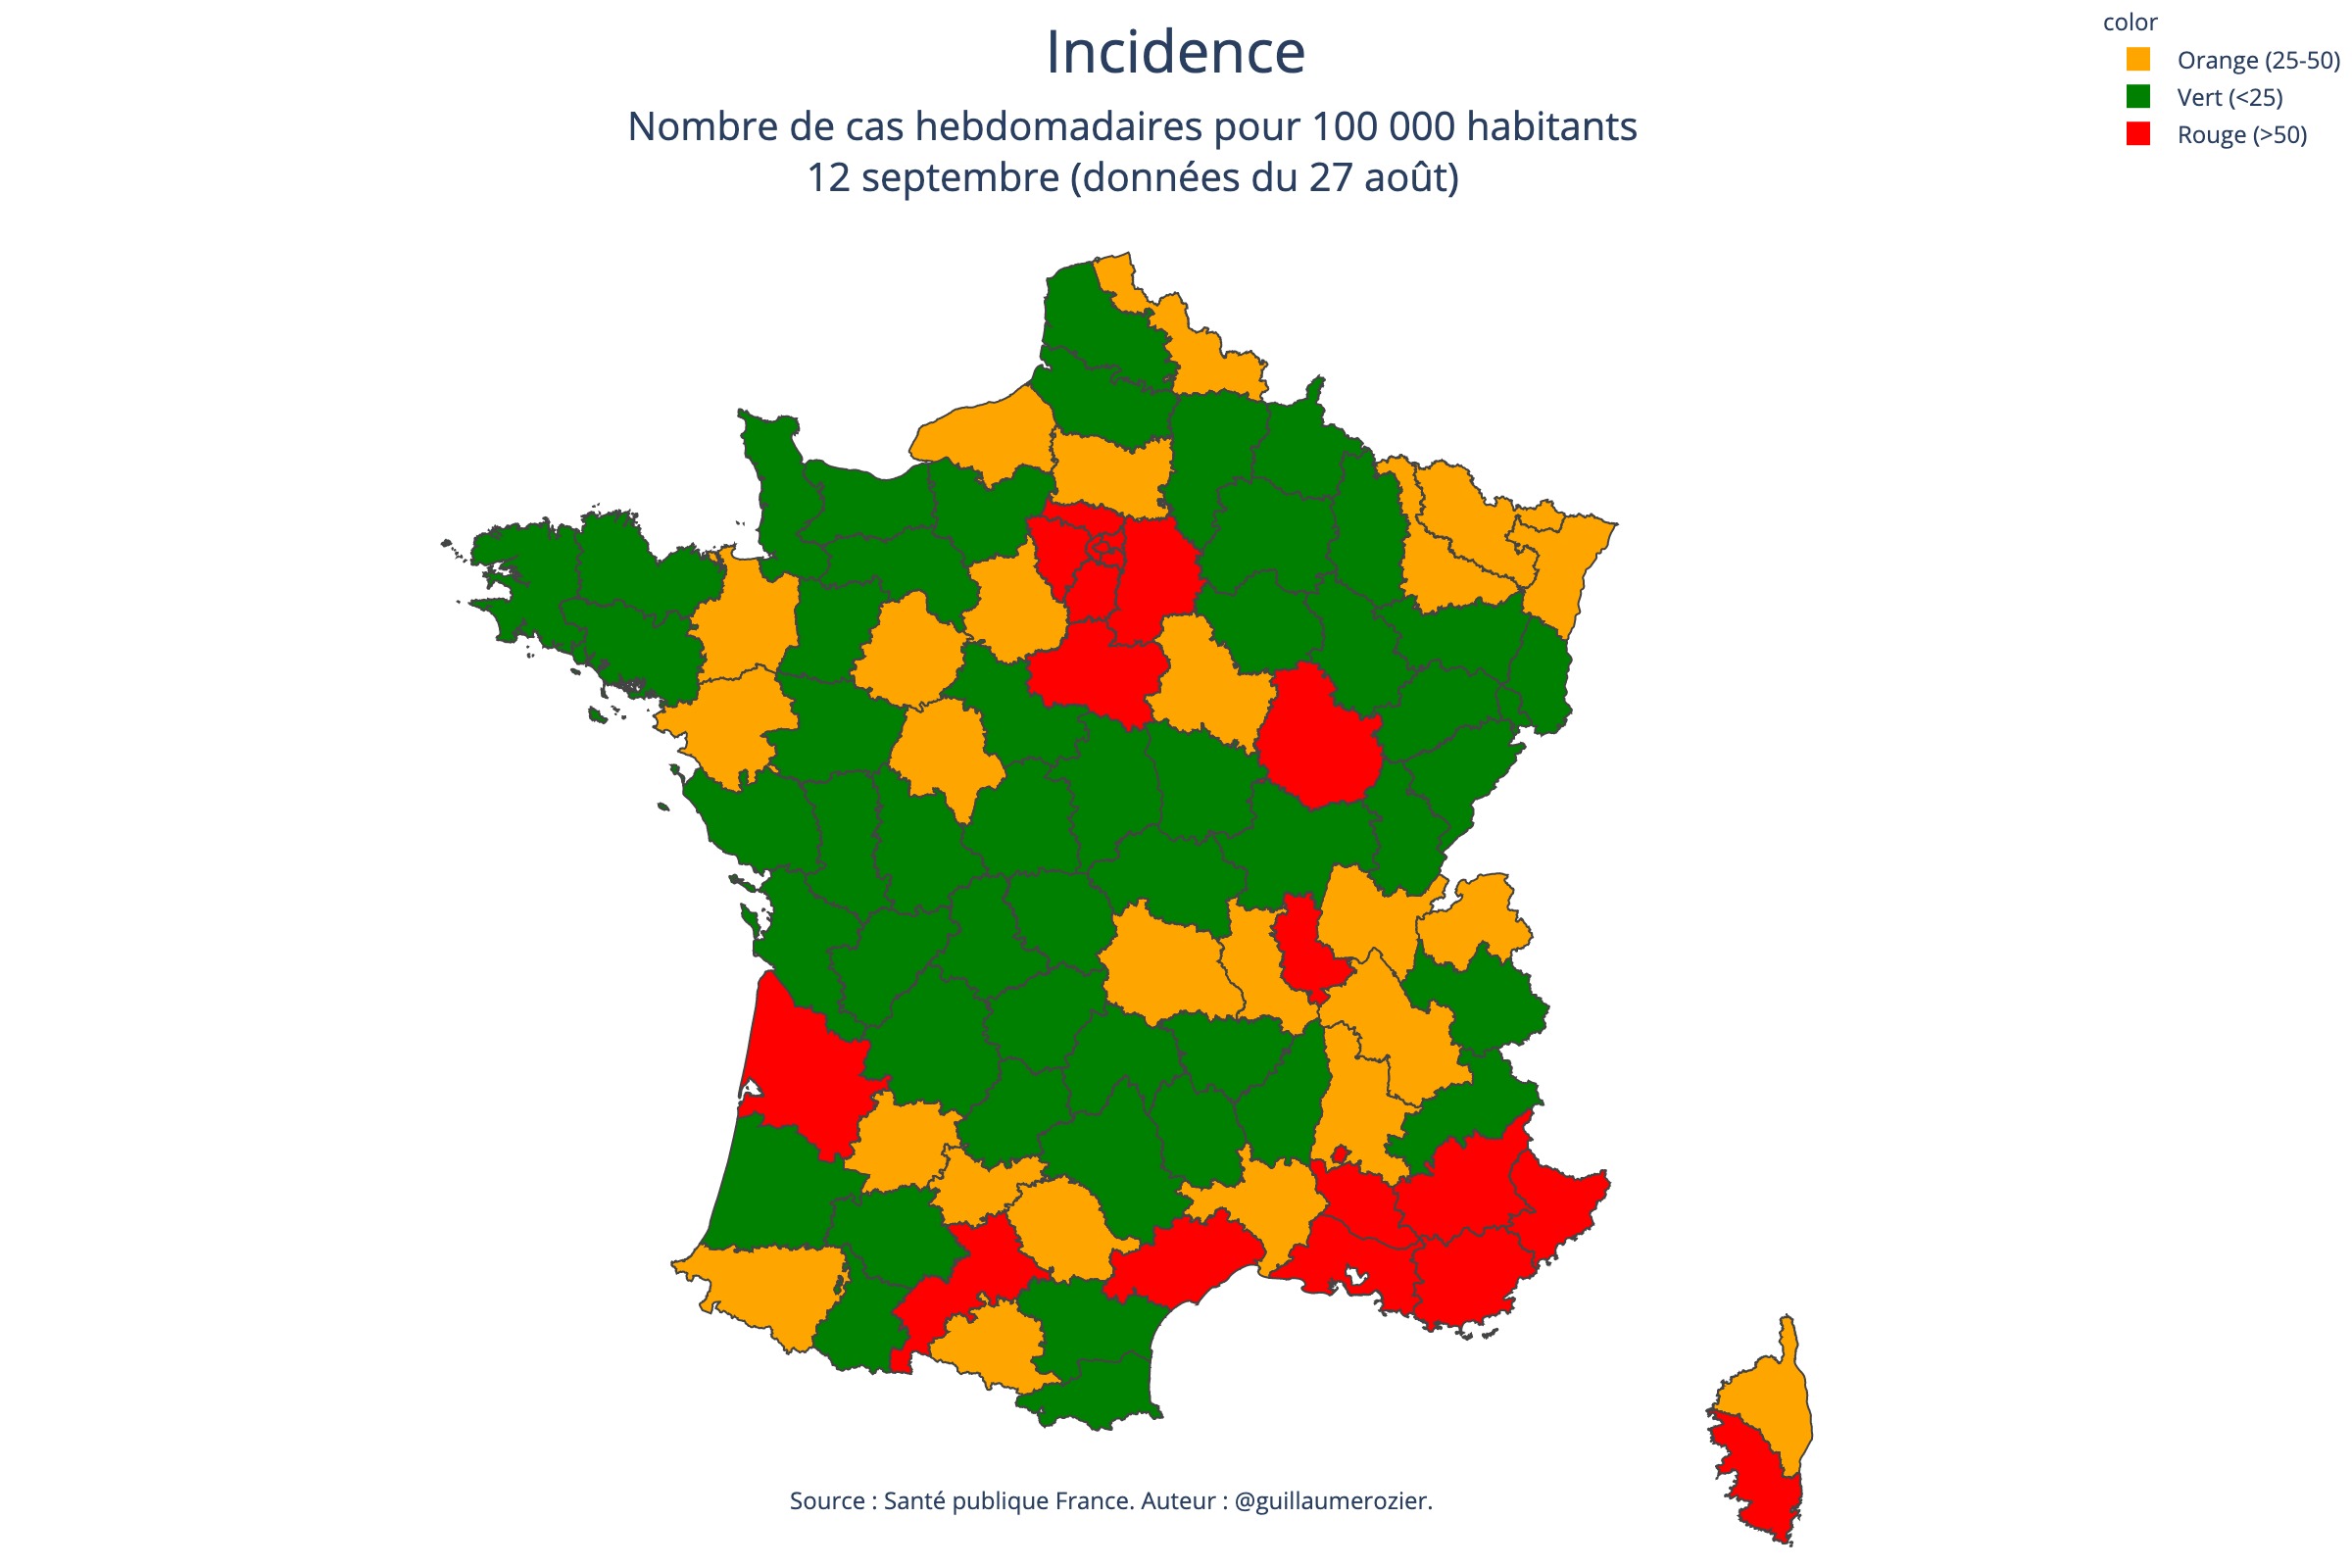 Incidence
Nombre de cas hebdomadaires pour 100 000 habitants
12 septembre (données du 27 août)
color
Orange (25-50)
Vert (<25)
Rouge (>50)
Source : Santé publique France. Auteur : @guillaumerozier.